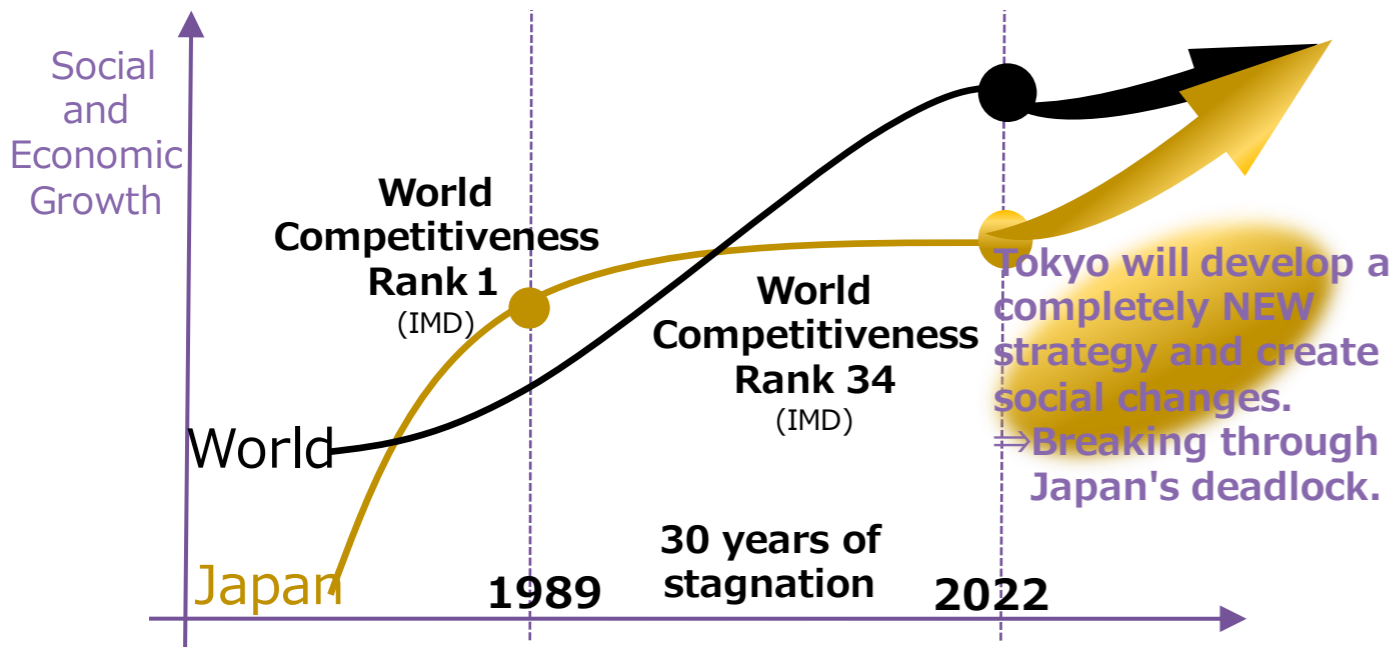 Social
and
Economic
Growth
World
Competitiveness
Rank 1
(IMD)
World
Competitiveness
Rank 34
(IMD)
Tokyo will develop a
completely NEW
strategy and create
social changes.
⇒Breaking through
Japan's deadlock.
World
Japan
30 years of
stagnation
1989
2022